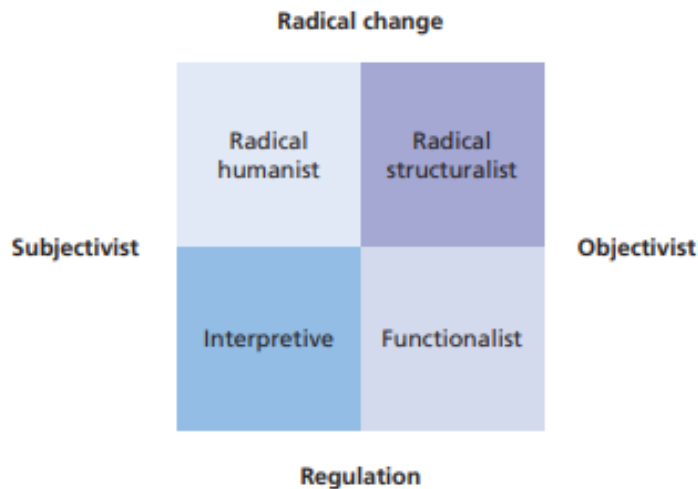 Radical change
Radical
humanist
Radical
structuralist
Subjectivist
Objectivist
Interpretive
Functionalist
Regulation